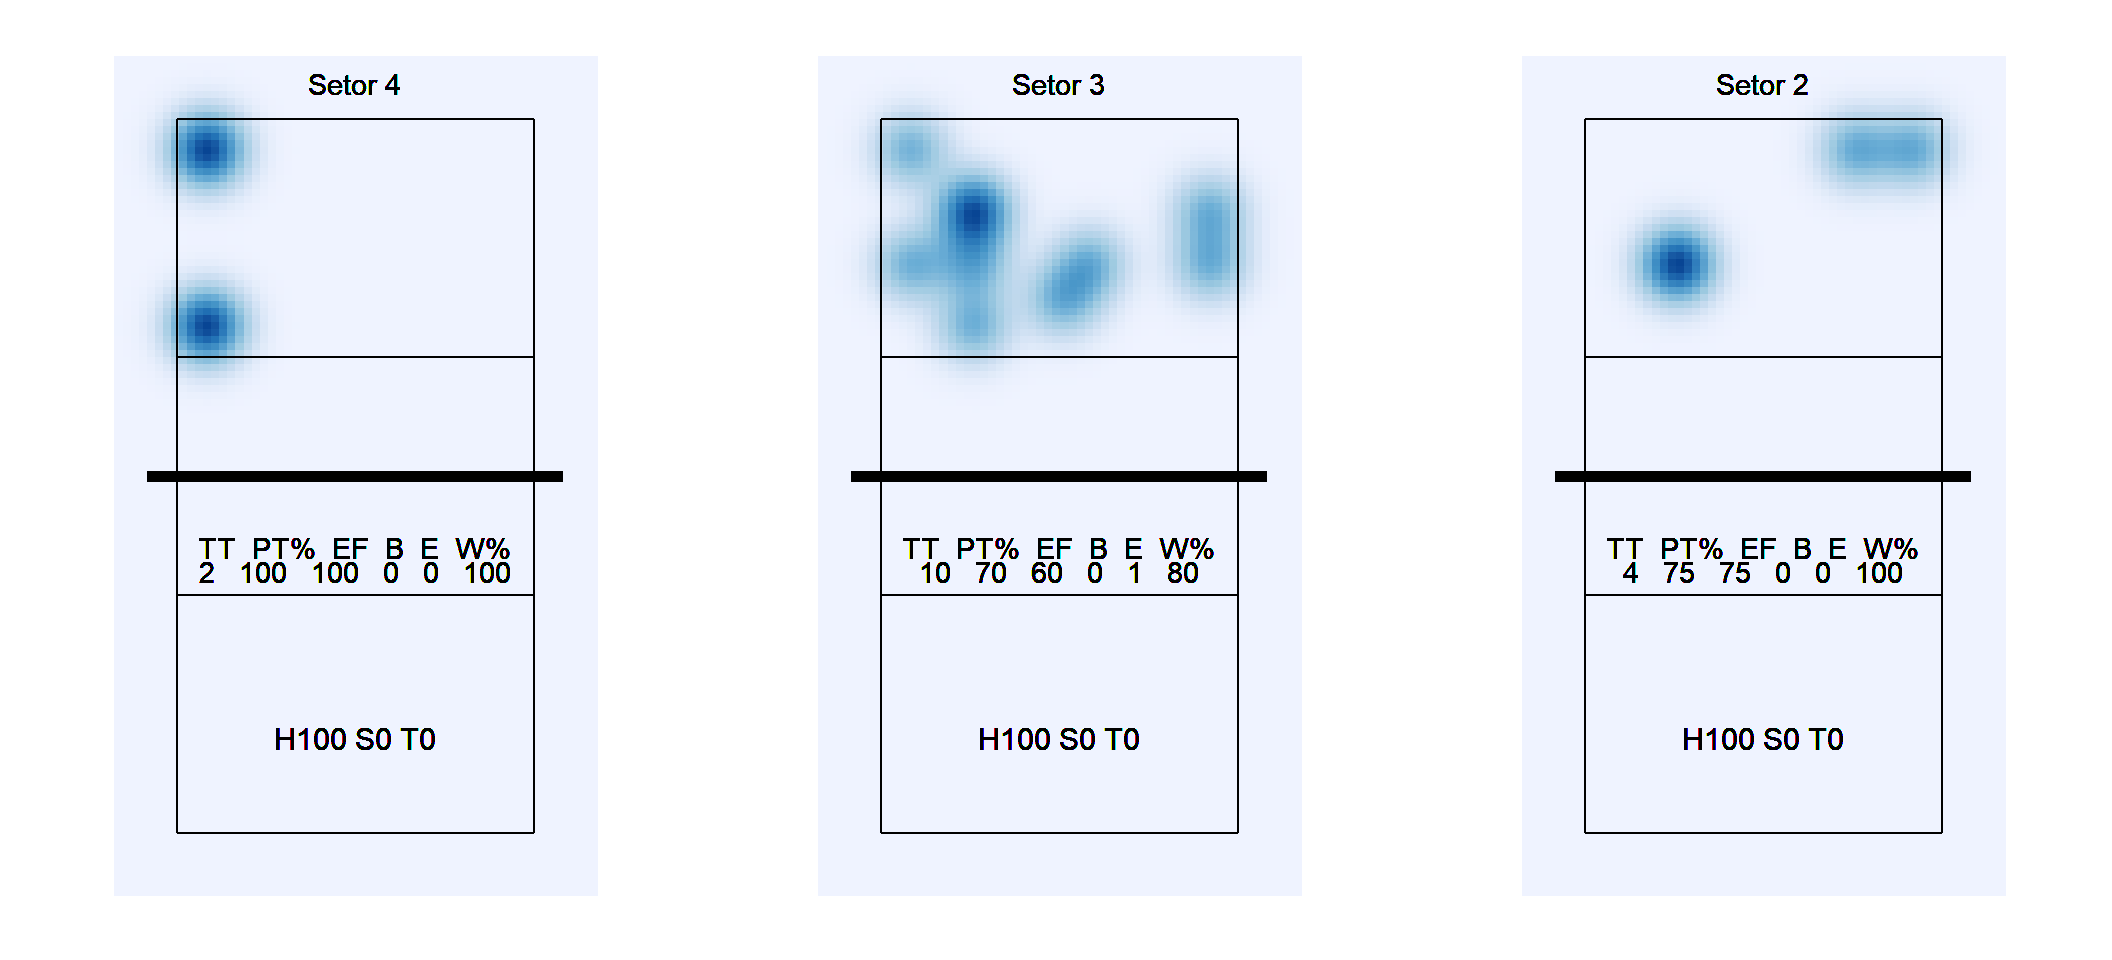 Setor 4
TT PT% EF B E W%
2 100 100 0 0 100
H100 S0 T0
Setor 3
TT PT% EF B E W%
10 70 60 0 1 80
H100 S0 T0
Setor 2
TT PT% EF B E W%
4 75 75 0 0 100
H100 S0 T0